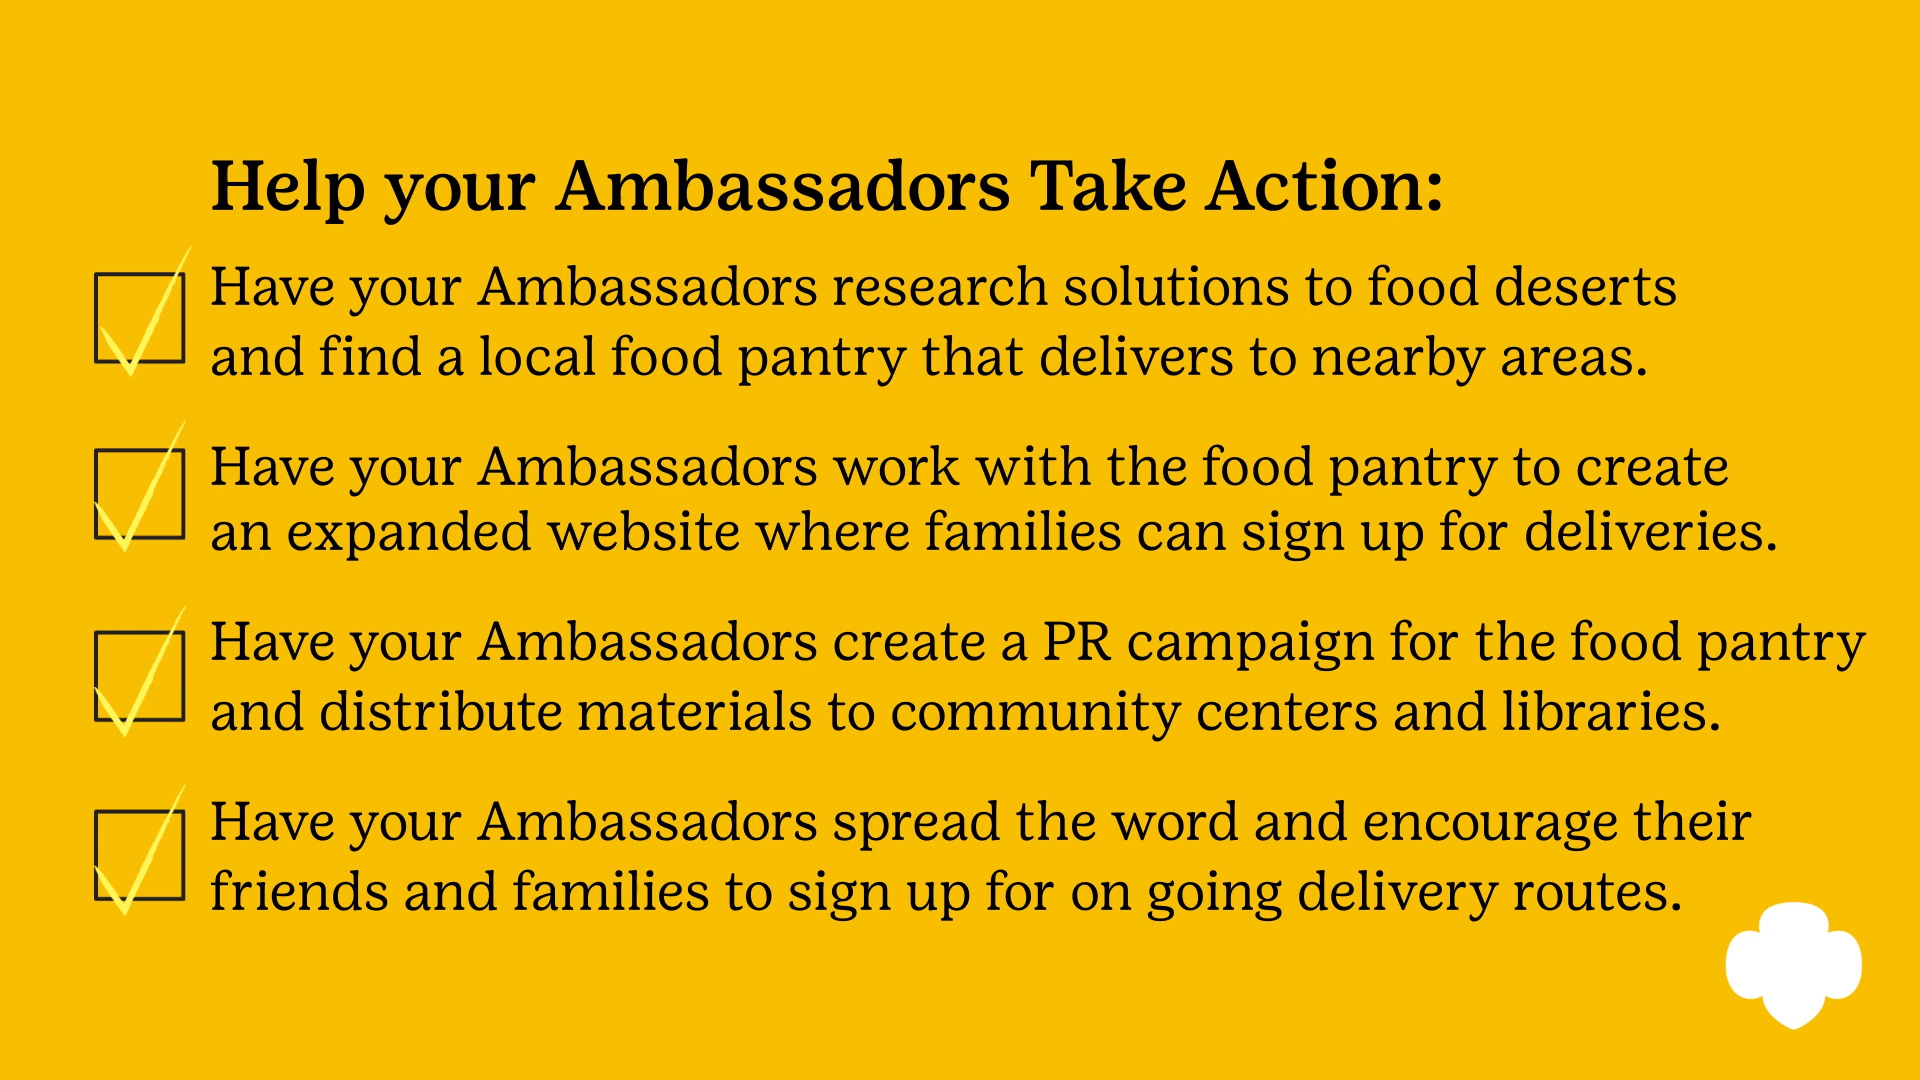 Help your Ambassadors Take Action:
Have your Ambassadors research solutions to food deserts
and find a local food pantry that delivers to nearby areas.
Have your Ambassadors work with the food pantry to create
an expanded website where families can sign up for deliveries.
Have your Ambassadors create a PR campaign for the food pantry
and distribute materials to community centers and libraries.
Have your Ambassadors spread the word and encourage their
friends and families to sign up for on going delivery routes.